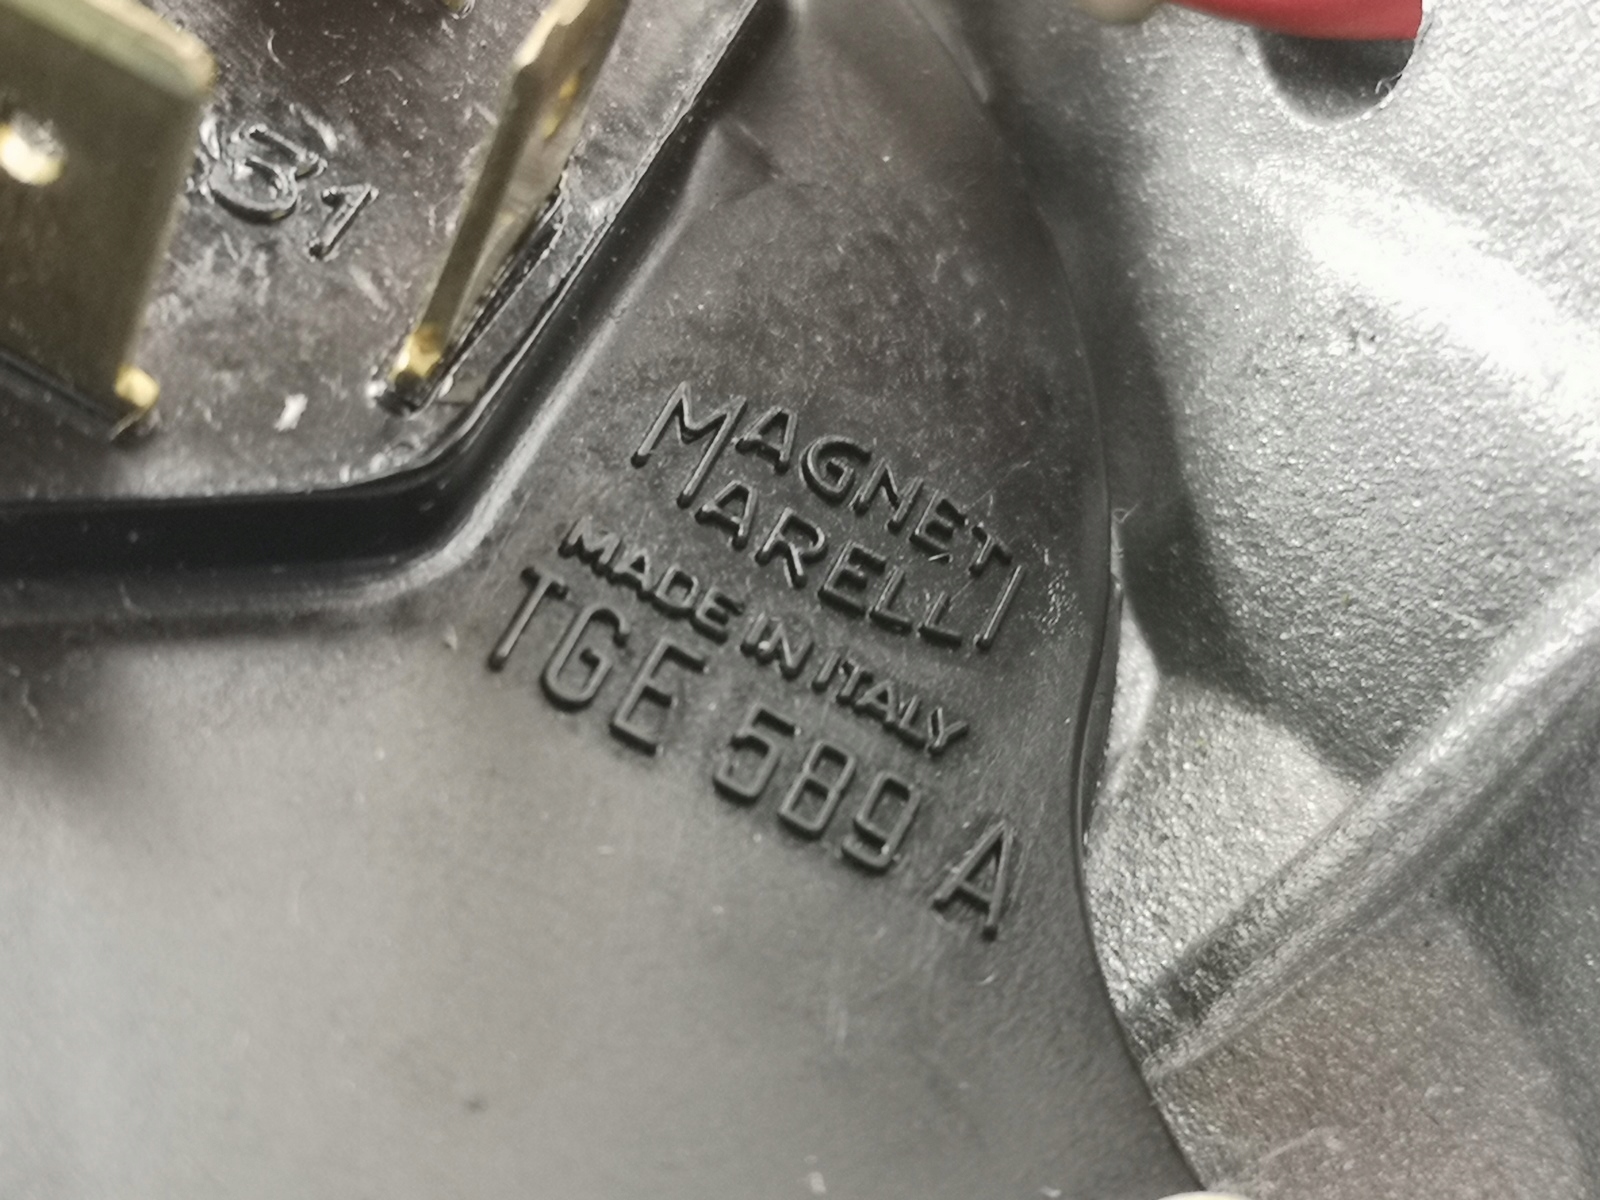 31
MAGNETI
MARELLI
MADE IN ITALY
TGE 589 A